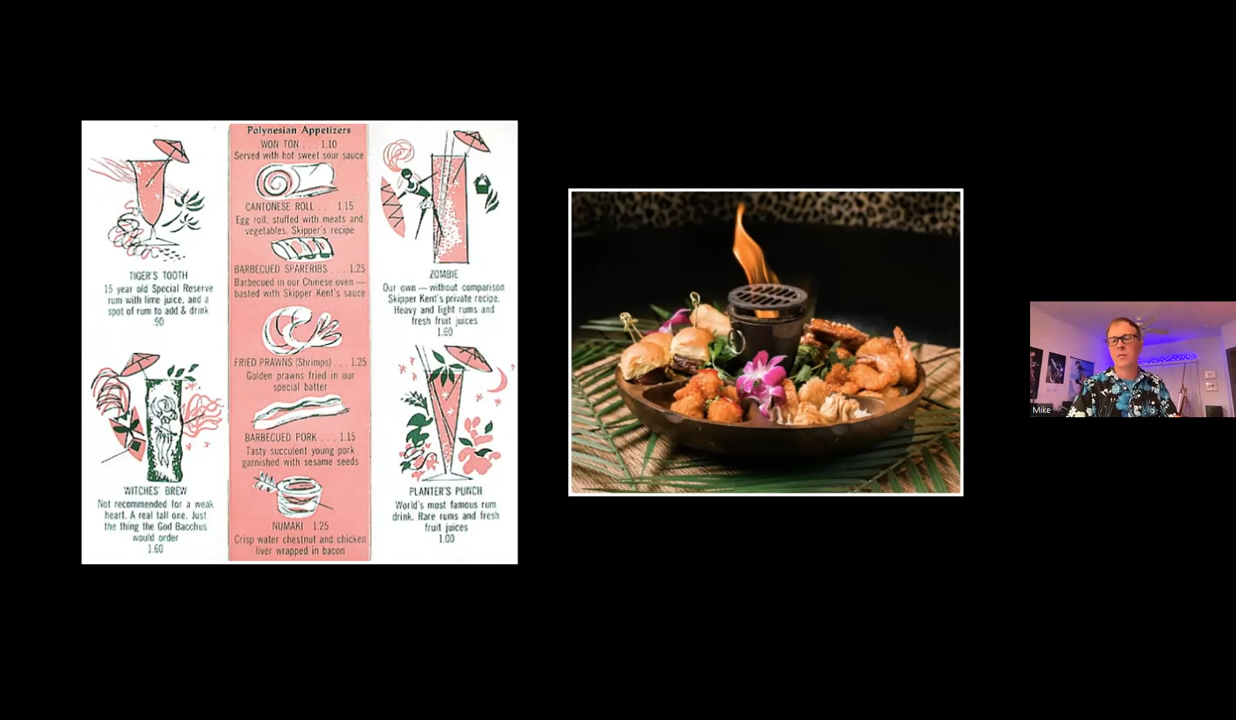 TIGER'S TOOTH
15 year old Special Reserve
rum with lime juice, and a
spot of rum to add & drink
.90
WITCHES' BREW
Not recommended for a weak
heart. A real tall one. Just
the thing the God Bacchus
would order
1.60
Polynesian Appetizers
WON TON . . . 1.10
Served with hot sweet sour sauce
CANTONESE ROLL . . . 1.15
Egg roll, stuffed with meats and
vegetables. Skipper's recipe
BARBECUED SPARERIBS . . . 1.25
Barbecued in our Chinese oven —
basted with Skipper Kent's sauce
FRIED PRAWNS (Shrimps) . . 1.25
Golden prawns fried in our
special batter
BARBECUED PORK . . . 1.15
Tasty succulent young pork
garnished with sesame seeds
NUMAKI 1.25
Crisp water chestnut and chicken
liver wrapped in bacon
ZOMBIE
Our own — without comparison
Skipper Kent's private recipe.
Heavy and light rums and
fresh fruit juices
1.60
PLANTER'S PUNCH
World's most famous rum
drink. Rare rums and fresh
fruit juices
1.00
Mike